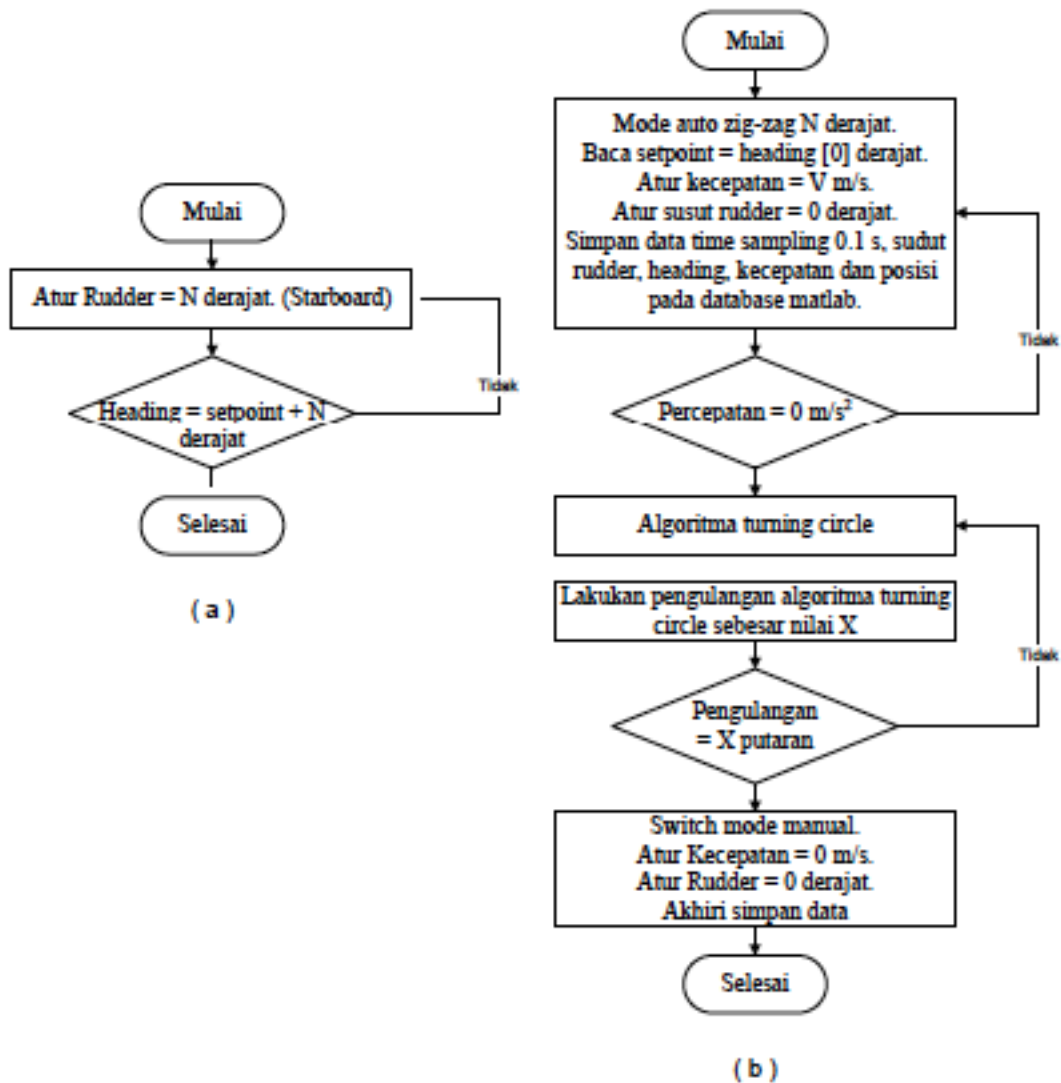 Mulai
Atur Rudder = N derajat. (Starboard)
Tidak
Heading = setpoint + N
derajat
Selesai
( a )
Mulai
Mode auto zig-zag N derajat.
Baca setpoint = heading [0] derajat.
Atur kecepatan = V m/s.
Atur susut rudder = 0 derajat.
Simpan data time sampling 0.1 s, sudut
rudder, heading, kecepatan dan posisi
pada database matlab.
Tidak
Percepatan = 0 m/s²
Algoritma turning circle
Lakukan pengulangan algoritma turning
circle sebesar nilai X
Tidak
Pengulangan
= X putaran
Switch mode manual.
Atur Kecepatan = 0 m/s.
Atur Rudder = 0 derajat.
Akhiri simpan data
Selesai
( b )